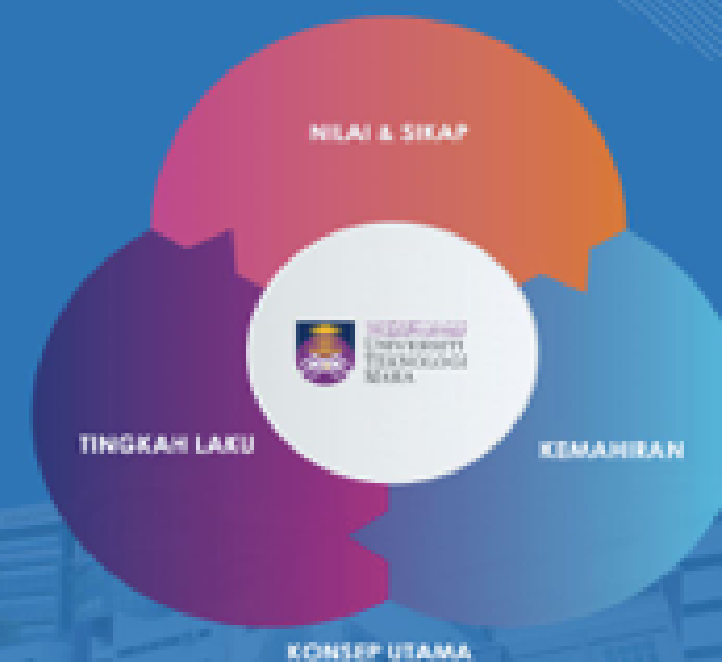 NILAI & SIKAP
UNIVERSITI
TEKNOLOGI
MARA
TINGKAH LAKU
KEMAHIRAN
KONSEP UTAMA